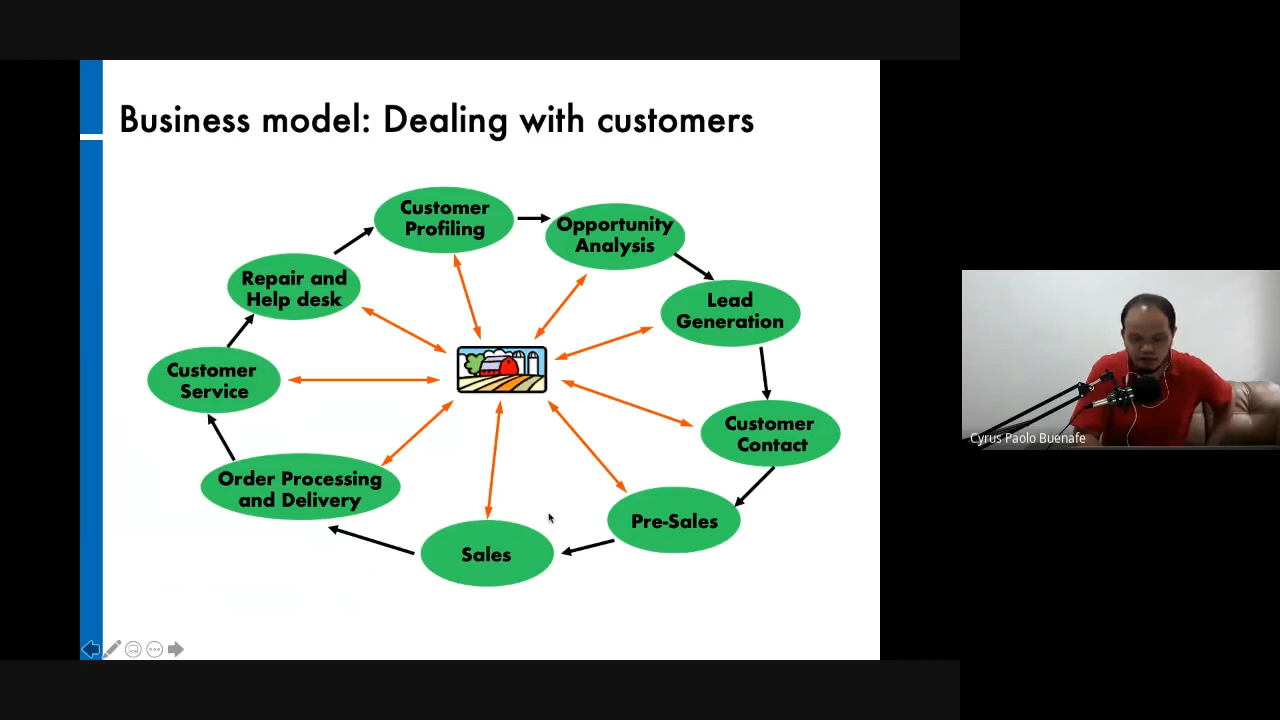 Business model: Dealing with customers
Customer
Profiling
Opportunity
Analysis
Lead
Generation
Customer
Contact
Pre-Sales
Sales
Order Processing
and Delivery
Customer
Service
Repair and
Help desk
Cyrus Paolo Buenafe